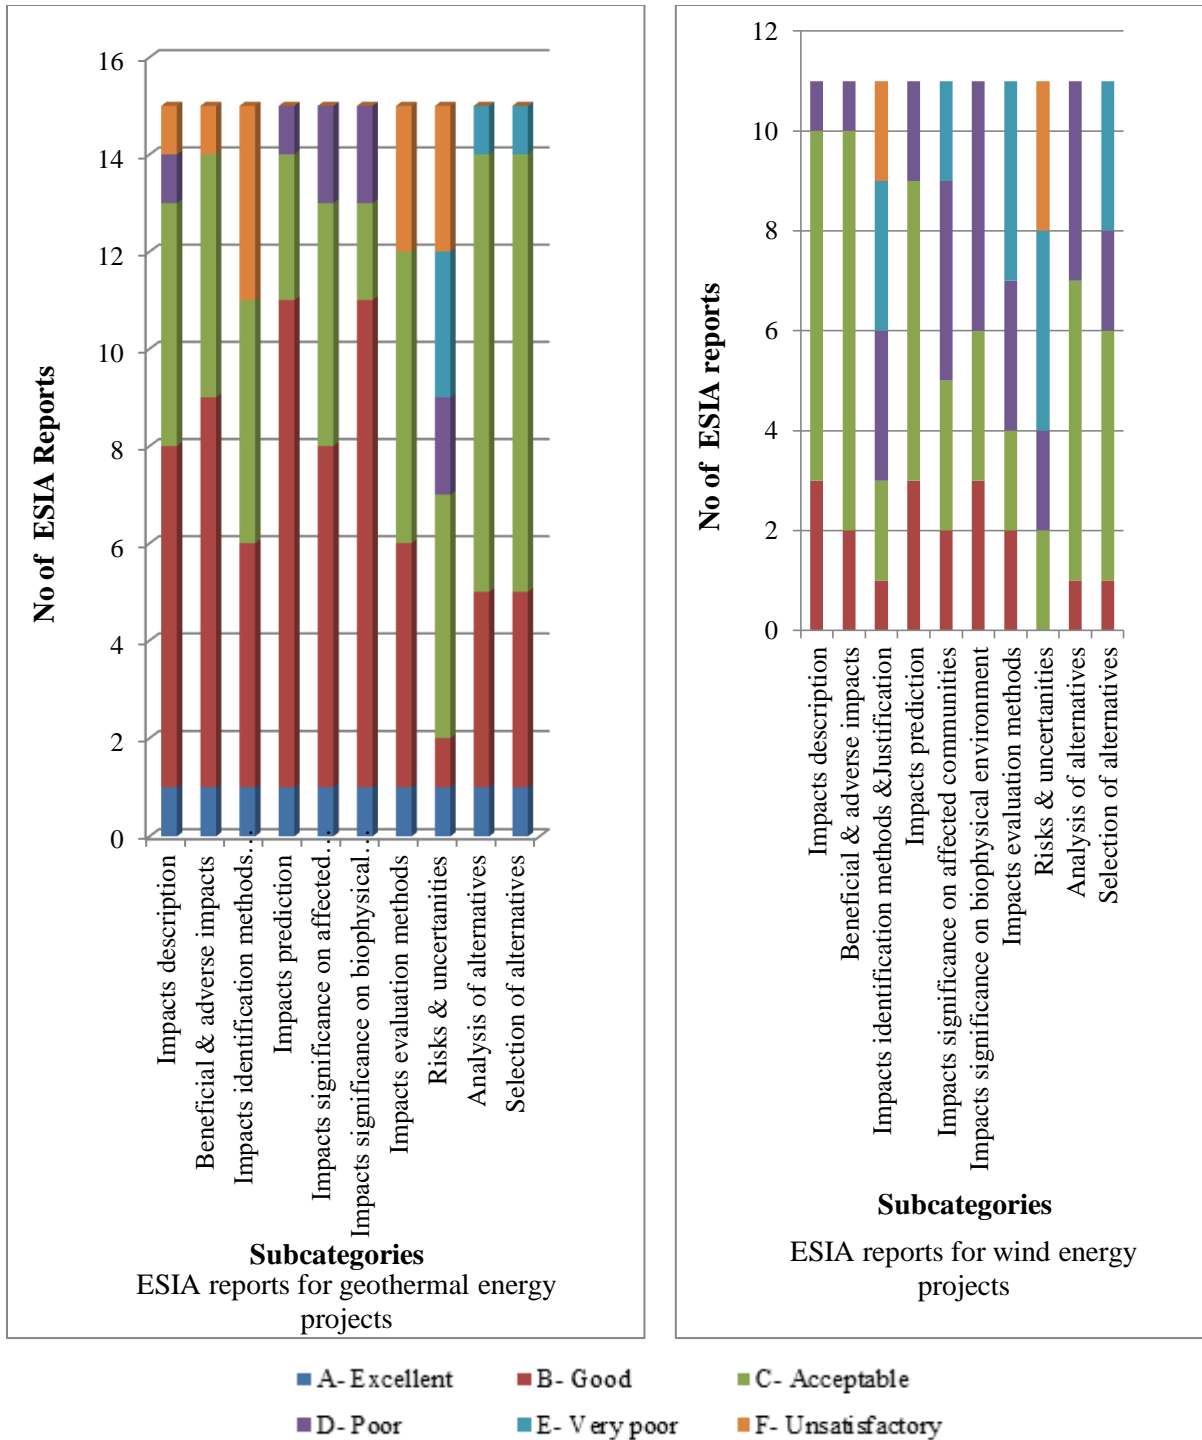 16
14
12
10
8
6
4
2
0
No of ESIA Reports
Impacts description
Beneficial & adverse impacts
Impacts identification methods…
Impacts prediction
Impacts significance on affected…
Impacts significance on biophysical…
Impacts evaluation methods
Risks & uncertanities
Analysis of alternatives
Selection of alternatives
Subcategories
ESIA reports for geothermal energy
projects
12
10
8
6
4
2
0
No of ESIA reports
Impacts description
Beneficial & adverse impacts
Impacts identification methods &Justification
Impacts prediction
Impacts significance on affected communities
Impacts significance on biophysical environment
Impacts evaluation methods
Risks & uncertanities
Analysis of alternatives
Selection of alternatives
Subcategories
ESIA reports for wind energy
projects
A- Excellent B- Good C- Acceptable
D- Poor E- Very poor F- Unsatisfactory